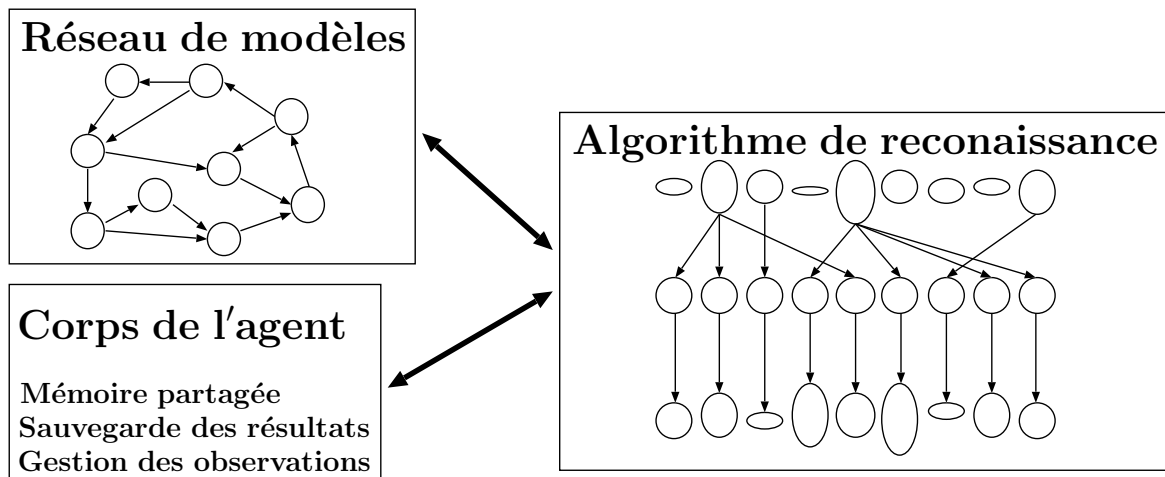 Réseau de modèles
Algorithme de reconaissance
Corps de l'agent
Mémoire partagée
Sauvegarde des résultats
Gestion des observations